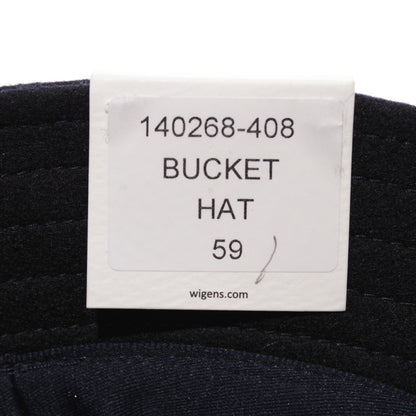 140268-408
BUCKET
HAT
59
wigens.com